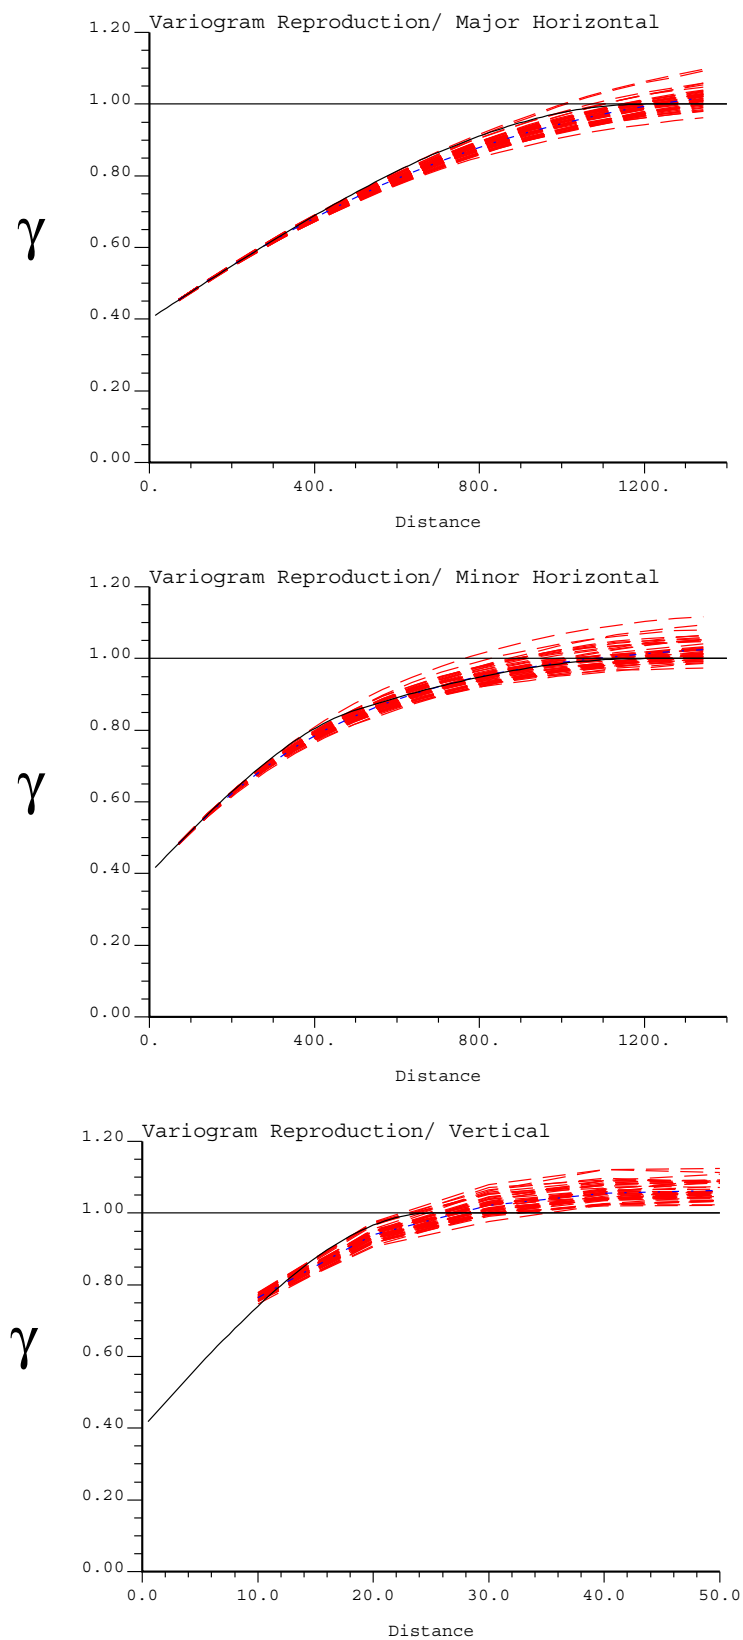 Variogram Reproduction/ Major Horizontal
1.20
1.00
0.80
γ
0.60
0.40
0.20
0.00
0. 400. 800. 1200.
Distance
Variogram Reproduction/ Minor Horizontal
1.20
1.00
0.80
γ
0.60
0.40
0.20
0.00
0. 400. 800. 1200.
Distance
Variogram Reproduction/ Vertical
1.20
1.00
0.80
γ
0.60
0.40
0.20
0.00
0.0 10.0 20.0 30.0 40.0 50.0
Distance